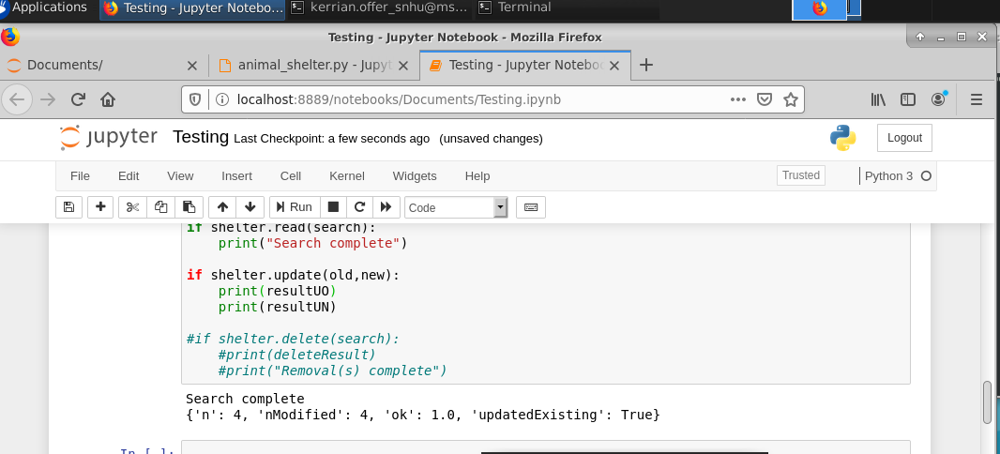 Applications Testing - Jupyter Notebo... kerrian.offer_snhu@ms... Terminal
Testing - Jupyter Notebook - Mozilla Firefox
Documents/ animal_shelter.py - Jupyt Testing - Jupyter Noteboo
localhost:8889/notebooks/Documents/Testing.ipynb
jupyter Testing Last Checkpoint: a few seconds ago (unsaved changes) Logout
File Edit View Insert Cell Kernel Widgets Help Trusted Python 3
Run Code
if shelter.read(search):
    print("Search complete")
if shelter.update(old,new):
    print(resultUO)
    print(resultUN)
#if shelter.delete(search):
    #print(deleteResult)
    #print("Removal(s) complete")
Search complete
{'n': 4, 'nModified': 4, 'ok': 1.0, 'updatedExisting': True}
In [ ]: